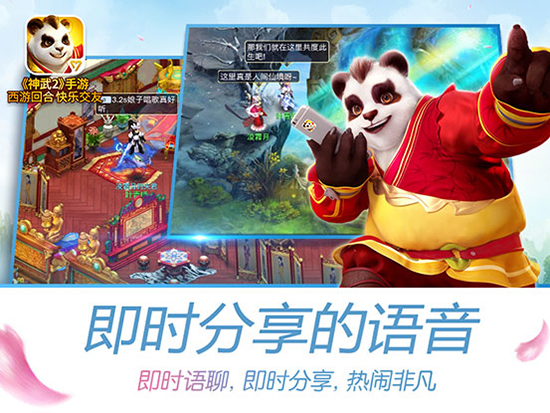 《神武2》手游
西游回合 快乐交友
3.2s娘子唱歌真好
听
那我们就在这里共度此
生吧!
这里真是人间仙境呀~
凌霜月
即时分享的语音
即时语聊, 即时分享, 热闹非凡